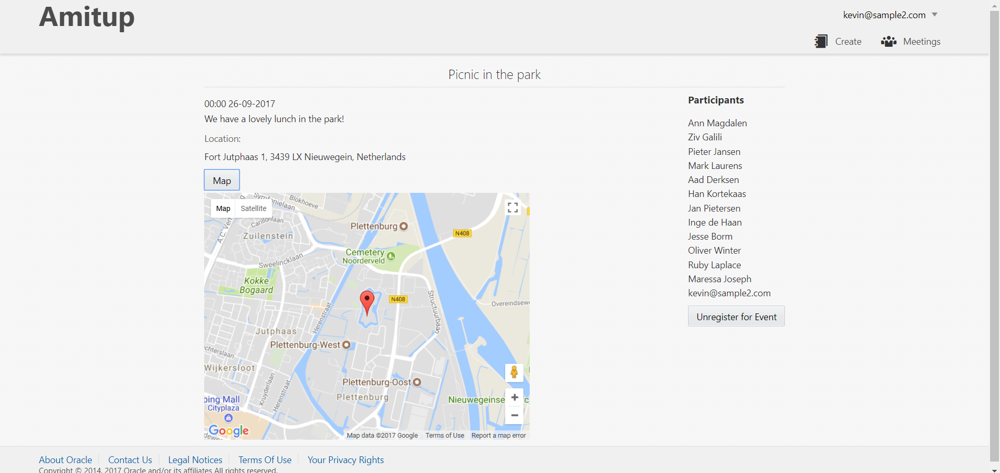 Amitup
kevin@sample2.com
Create
Meetings
Picnic in the park
00:00 26-09-2017
We have a lovely lunch in the park!
Location:
Fort Jutphaas 1, 3439 LX Nieuwegein, Netherlands
Map
Map
Satellite
Symfonielaan
Blokhoeve
Carillonlaan
A.C. Ver
Zuilenstein
Plettenburg
N408
Cemetery
Noorderveld
Sweelincklaan
Kokke
Bogaard
N408
Structuurbaan
Overeindsew
Herenstraat
Jutphaas
Plettenburg-West
chterslaan
Wijkersloot
Kruyderlaan
Herenstraat
Plettenburg-Oost
Plettenburg
Nieuwegeinse
ping Mall
Cityplaza
Google
Map data ©2017 Google
Terms of Use
Report a map error
Participants
Ann Magdalen
Ziv Galili
Pieter Jansen
Mark Laurens
Aad Derksen
Han Kortekaas
Jan Pietersen
Inge de Haan
Jesse Borm
Oliver Winter
Ruby Laplace
Maressa Joseph
kevin@sample2.com
Unregister for Event
About Oracle
Contact Us
Legal Notices
Terms Of Use
Your Privacy Rights
Copyright © 2014, 2017 Oracle and/or its affiliates All rights reserved.